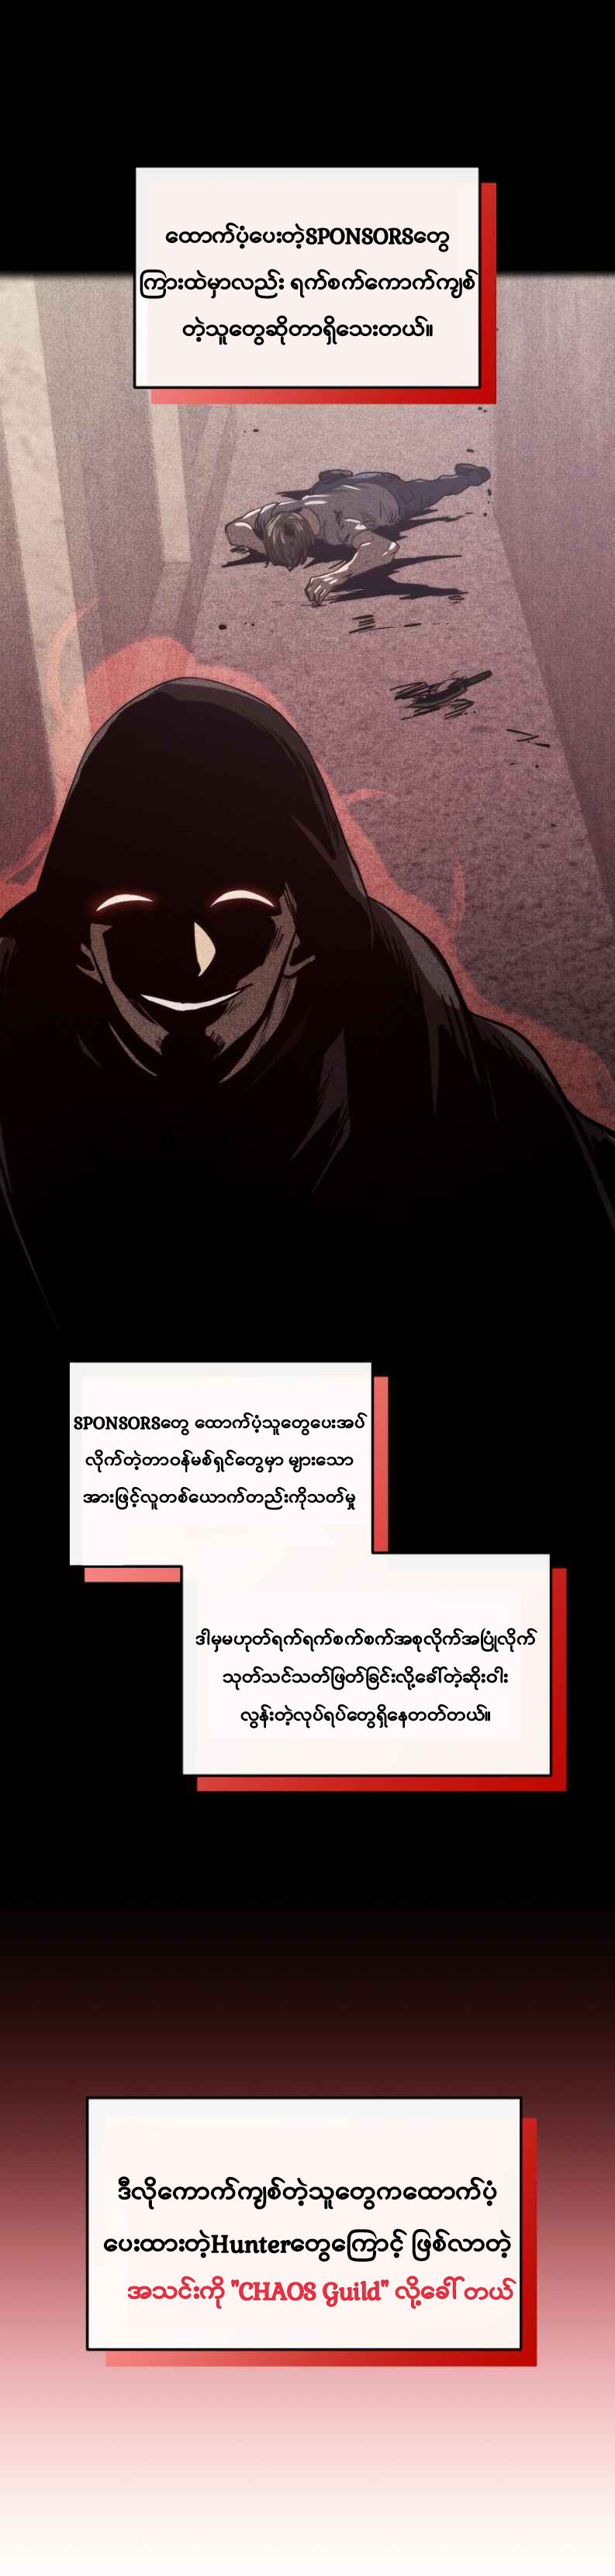 ထောက်ပံ့ပေးတဲ့SPONSORSတွေ
ကြားထဲမှာလည်း ရက်စက်ကောက်ကျစ်
တဲ့သူတွေဆိုတာရှိသေးတယ်။
SPONSORSတွေ ထောက်ပံ့သူတွေပေးအပ်
လိုက်တဲ့တာဝန်မစ်ရှင်တွေမှာ များသော
အားဖြင့်လူတစ်ယောက်တည်းကိုသတ်မှု
ဒါမှမဟုတ်ရက်ရက်စက်စက်အစုလိုက်အပြုံလိုက်
သုတ်သင်သတ်ဖြတ်ခြင်းလို့ခေါ်တဲ့ဆိုးဝါး
လွန်းတဲ့လုပ်ရပ်တွေရှိနေတတ်တယ်။
ဒီလိုကောက်ကျစ်တဲ့သူတွေကထောက်ပံ့
ပေးထားတဲ့Hunterတွေကြောင့် ဖြစ်လာတဲ့
အသင်းကို "CHAOS Guild" လို့ခေါ်တယ်